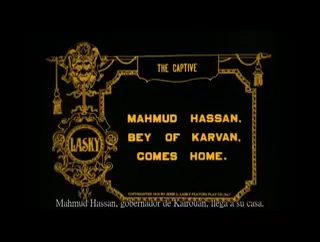 THE CAPTIVE
MAHMUD HASSAN,
BEY OF KARVAN,
COMES HOME.
LASKY
Mahmud Hassan, gobernador de Kairouan, llega a su casa.